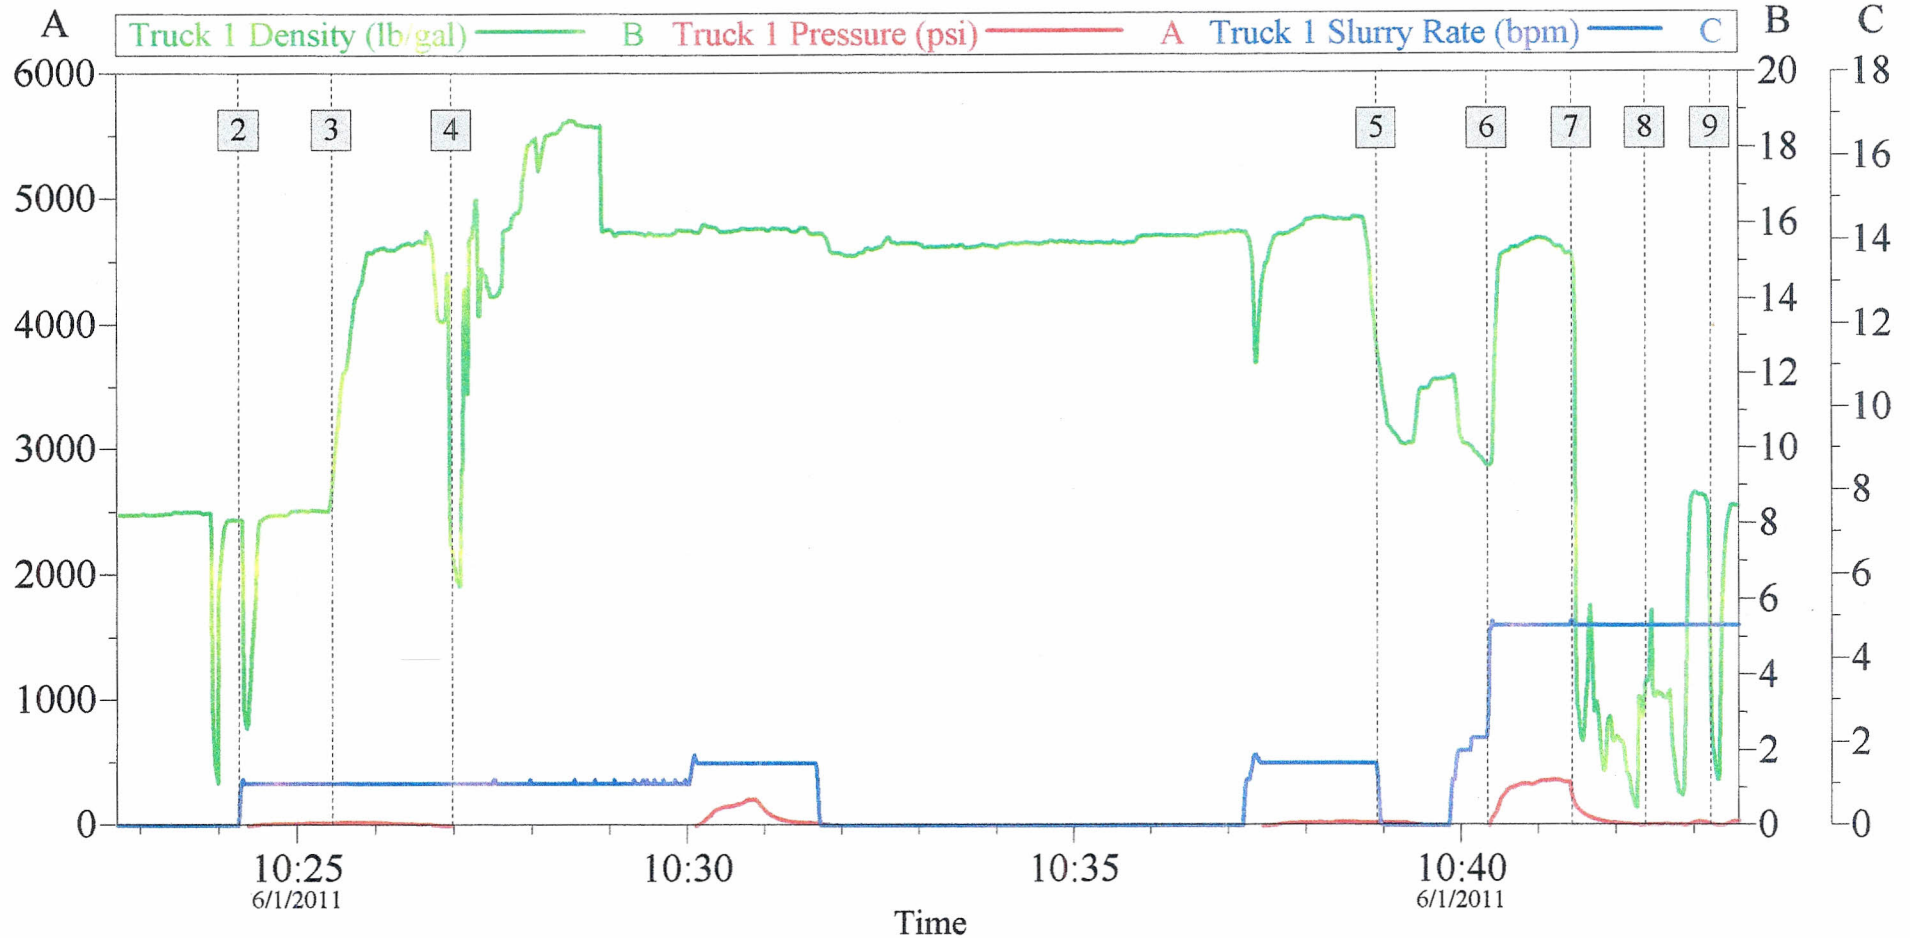 A Truck 1 Density (lb/gal) B Truck 1 Pressure (psi) A Truck 1 Slurry Rate (bpm) C B C
6000 20 18
2 3 4 5 6 7 8 9
18 16
5000
16 14
4000 14 12
12
10
3000 10
8
8
2000 6
6
4
1000 4
2 2
0 0 0
10:25 10:30 10:35 10:40
6/1/2011 6/1/2011
Time